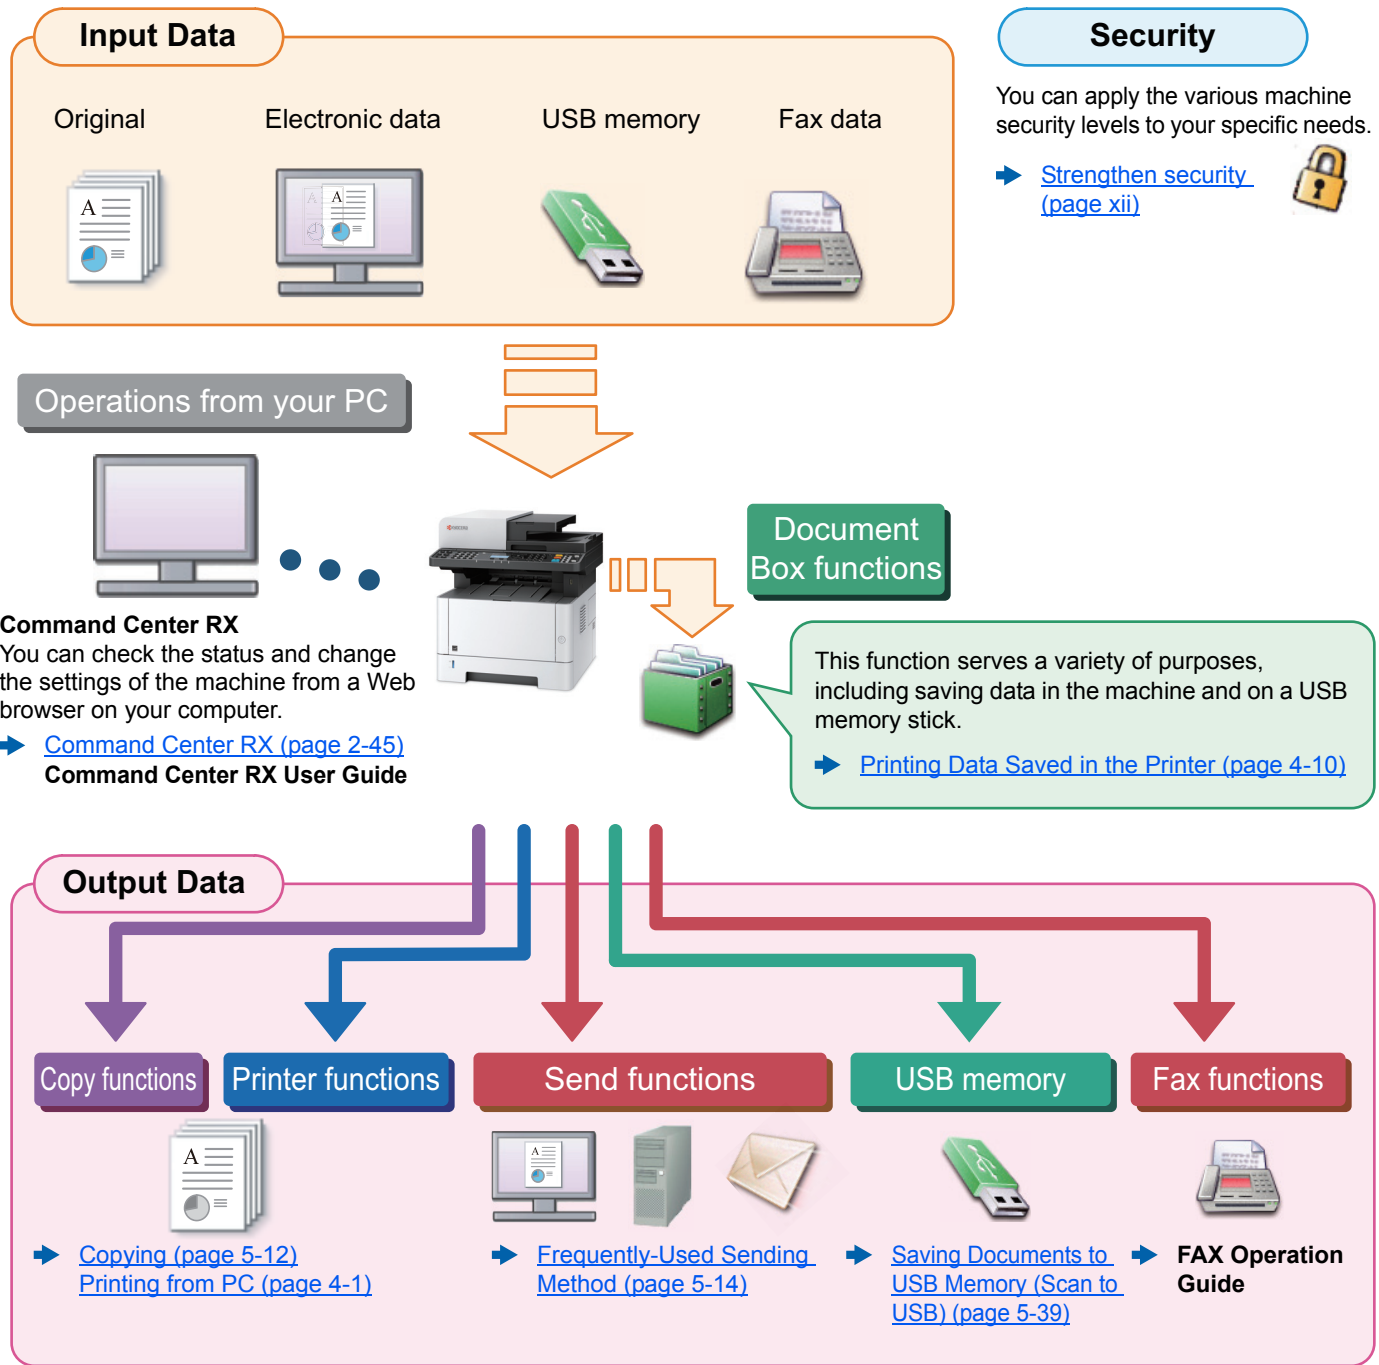 Input Data
Original
Electronic data
USB memory
Fax data
Security
You can apply the various machine
security levels to your specific needs.
Strengthen security
(page xii)
Operations from your PC
Command Center RX
You can check the status and change
the settings of the machine from a Web
browser on your computer.
Command Center RX (page 2-45)
Command Center RX User Guide
Document
Box functions
This function serves a variety of purposes,
including saving data in the machine and on a USB
memory stick.
Printing Data Saved in the Printer (page 4-10)
Output Data
Copy functions
Printer functions
Send functions
USB memory
Fax functions
Copying (page 5-12)
Printing from PC (page 4-1)
Frequently-Used Sending
Method (page 5-14)
Saving Documents to
USB Memory (Scan to
USB) (page 5-39)
FAX Operation
Guide